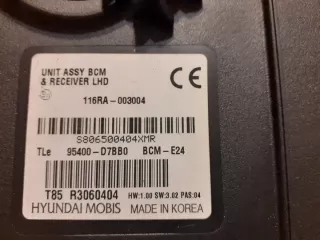 UNIT ASSY BCM
& RECEIVER LHD
CE
116RA-003004
S806500404XMR
TLe 95400-D7BB0 BCM-E24
T85 R3060404 HW:1.00 SW:3.02 PAS:04
HYUNDAI MOBIS MADE IN KOREA